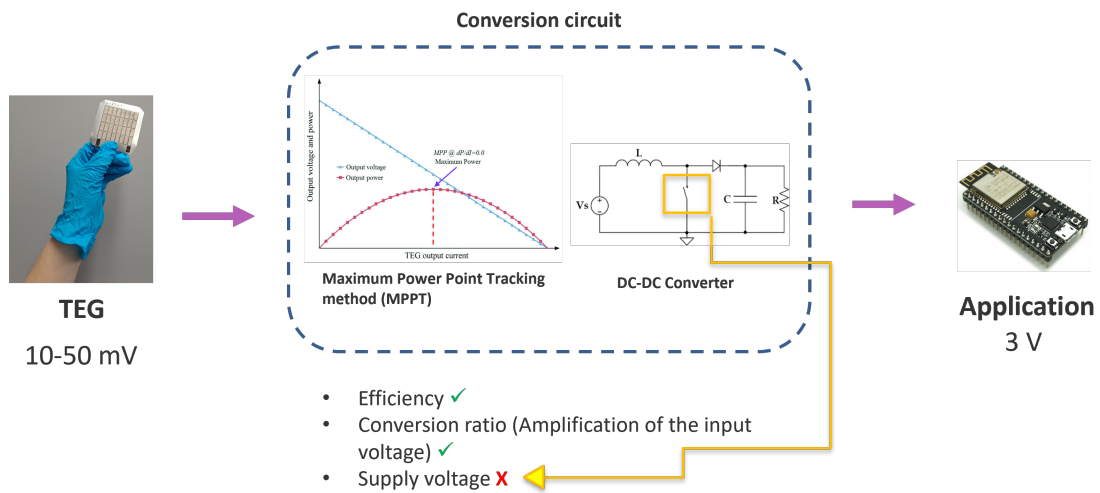 Conversion circuit
TEG
10-50 mV
Output voltage and power
MPP @ dP/dI=0.0
Maximum Power
Output voltage
Output power
TEG output current
Maximum Power Point Tracking
method (MPPT)
L
Vs
C
R
DC-DC Converter
Application
3 V
• Efficiency ✓
• Conversion ratio (Amplification of the input
voltage) ✓
• Supply voltage X